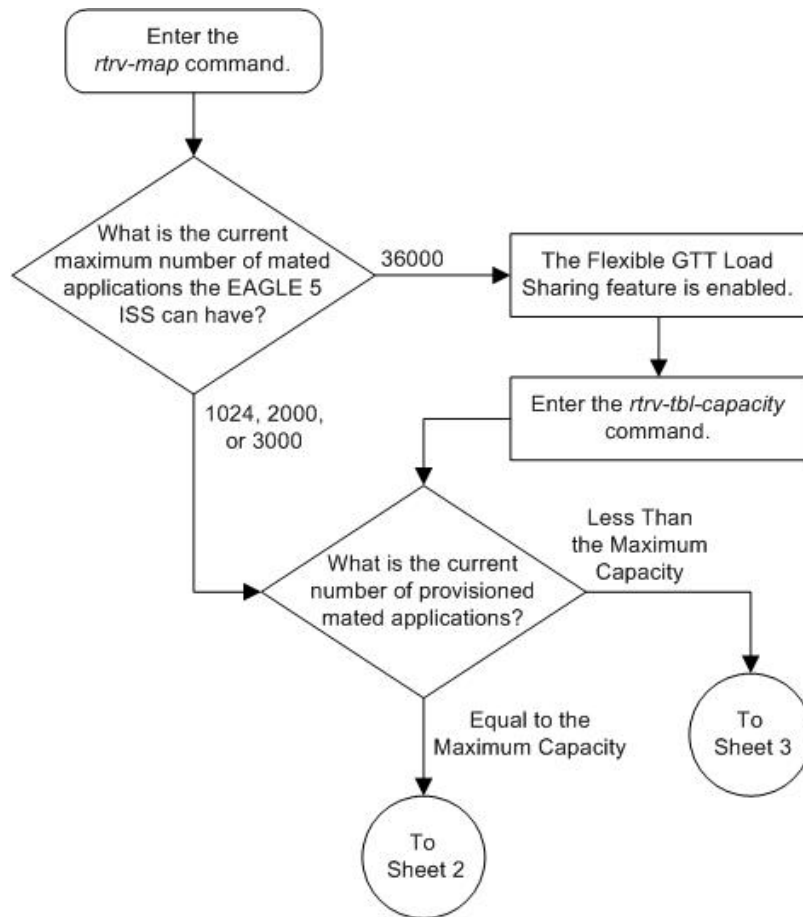 Enter the
rtrv-map command.
What is the current
maximum number of mated
applications the EAGLE 5
ISS can have?
36000
The Flexible GTT Load
Sharing feature is enabled.
Enter the rtrv-tbl-capacity
command.
1024, 2000,
or 3000
What is the current
number of provisioned
mated applications?
Less Than
the Maximum
Capacity
To
Sheet 3
Equal to the
Maximum Capacity
To
Sheet 2